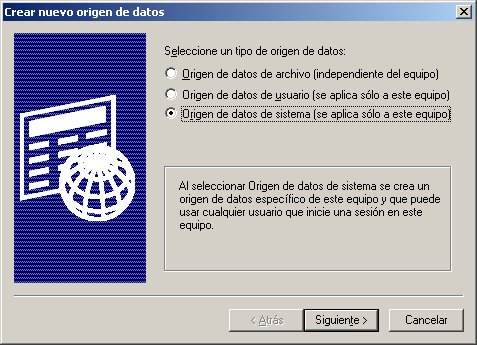 Crear nuevo origen de datos
Seleccione un tipo de origen de datos:
Origen de datos de archivo (independiente del equipo)
Origen de datos de usuario (se aplica sólo a este equipo)
Origen de datos de sistema (se aplica sólo a este equipo)
Al seleccionar Origen de datos de sistema se crea un
origen de datos específico de este equipo y que puede
usar cualquier usuario que inicie una sesión en este
equipo.
< Atrás
Siguiente >
Cancelar